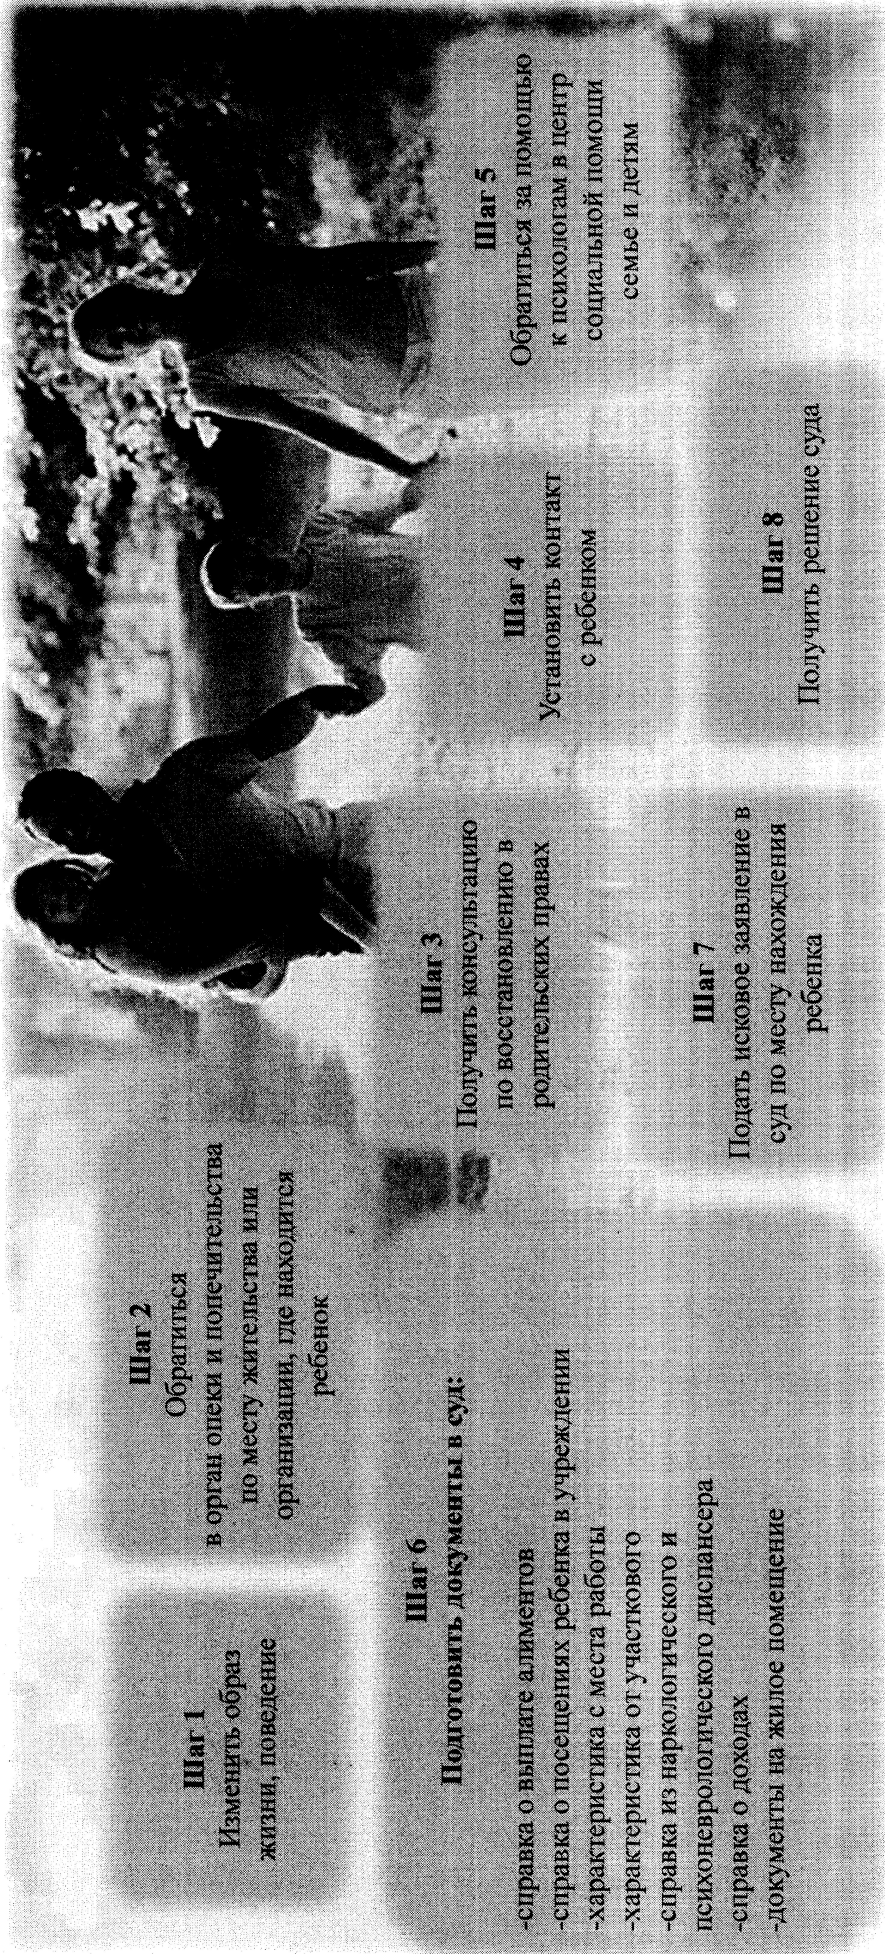 Шаг 1
Изменить образ
жизни, поведение
Шаг 2
Обратиться
в орган опеки и попечительства
по месту жительства или
организации, где находится
ребенок
Шаг 3
Получить консультацию
по восстановлению в
родительских правах
Шаг 4
Установить контакт
с ребенком
Шаг 5
Обратиться за помощью
к психологам в центр
социальной помощи
семье и детям
Шаг 6
Подготовить документы в суд:
-справка о выплате алиментов
-справка о посещениях ребенка в учреждении
-характеристика с места работы
-характеристика от участкового
-справка из наркологического и
психоневрологического диспансера
-справка о доходах
-документы на жилое помещение
Шаг 7
Подать исковое заявление в
суд по месту нахождения
ребенка
Шаг 8
Получить решение суда